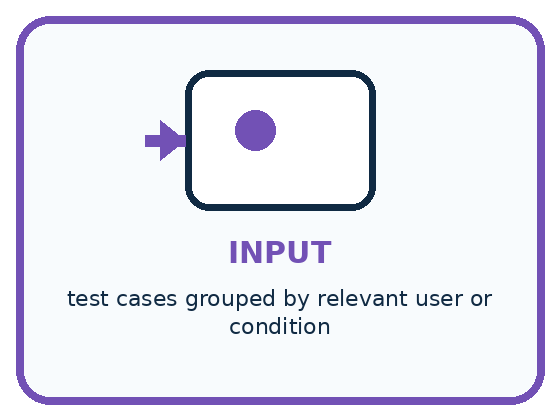 INPUT
test cases grouped by relevant user or
condition